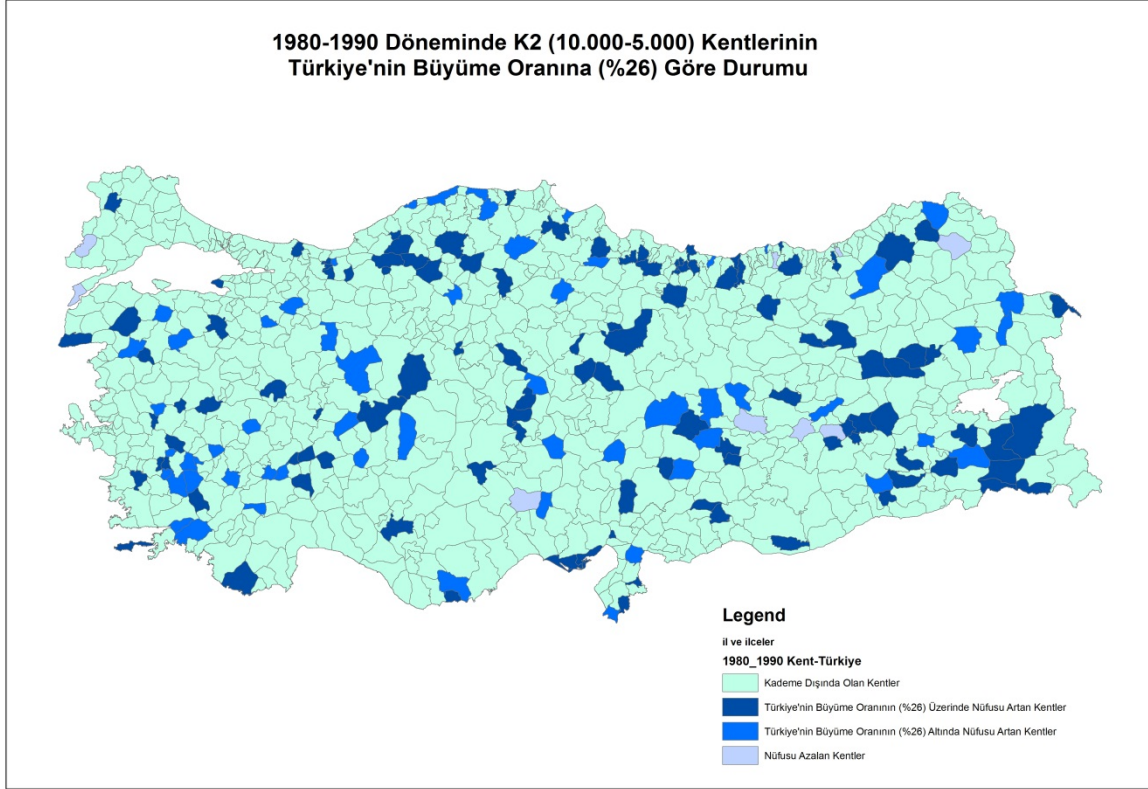 1980-1990 Döneminde K2 (10.000-5.000) Kentlerinin
Türkiye'nin Büyüme Oranına (%26) Göre Durumu
Legend
il ve ilceler
1980_1990 Kent-Türkiye
Kademe Dışında Olan Kentler
Türkiye'nin Büyüme Oranının (%26) Üzerinde Nüfusu Artan Kentler
Türkiye'nin Büyüme Oranının (%26) Altında Nüfusu Artan Kentler
Nüfusu Azalan Kentler